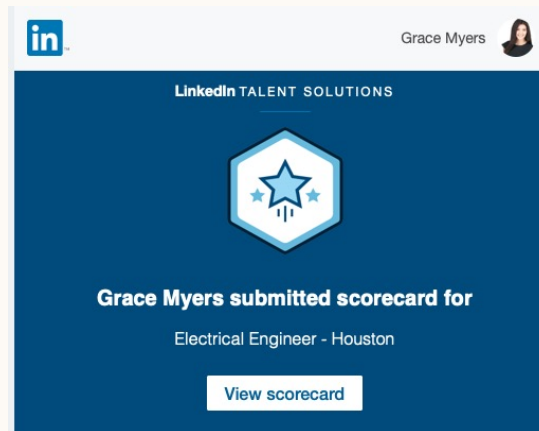 in
Grace Myers
LinkedIn TALENT SOLUTIONS
Grace Myers submitted scorecard for
Electrical Engineer - Houston
View scorecard